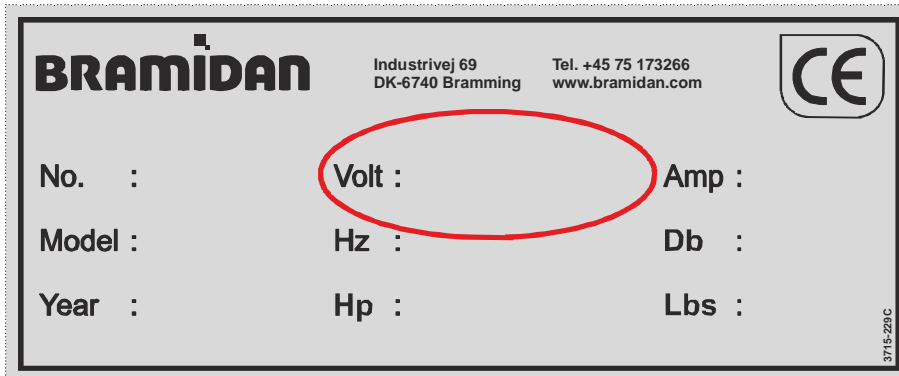 BRAMIDAN
Industrivej 69
DK-6740 Bramming
Tel. +45 75 173266
www.bramidan.com
CE
No. :
Volt :
Amp :
Model :
Hz :
Db :
Year :
Hp :
Lbs :
3715-229C